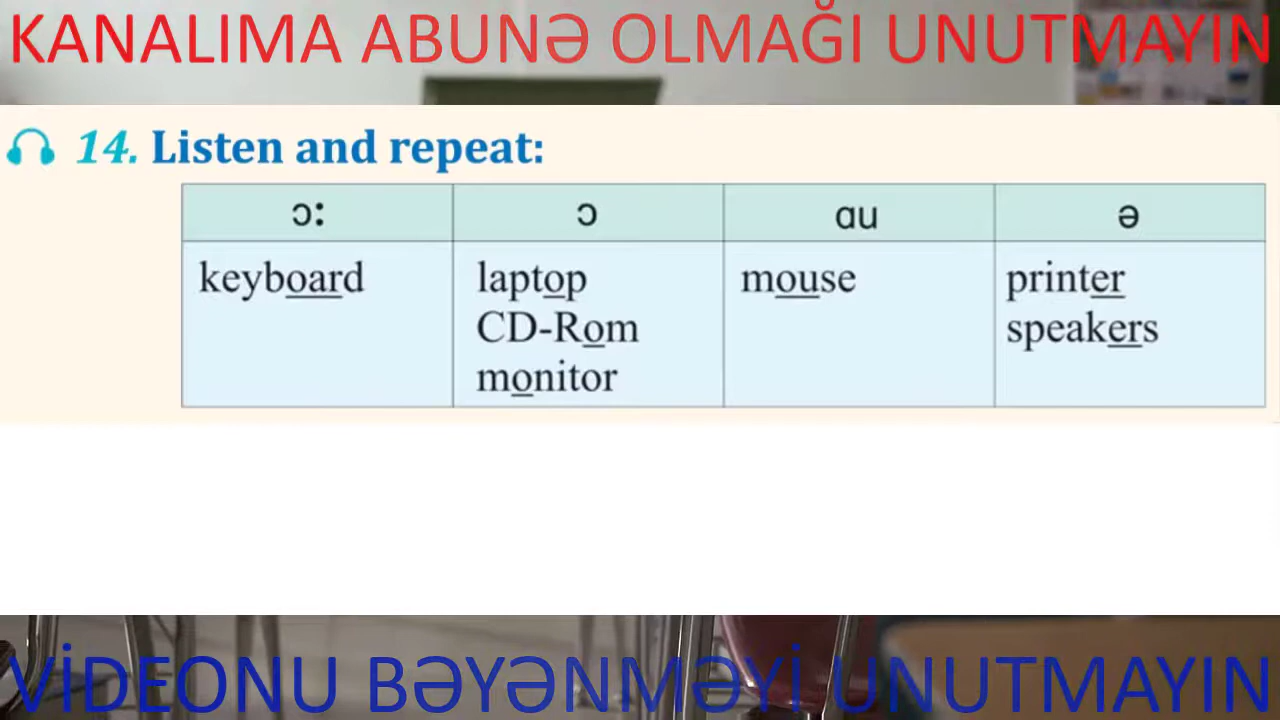 KANALIMA ABUNƏ OLMAĞI UNUTMAYIN
14. Listen and repeat:
ɔ: ɔ ɑu ə
keyboard laptop mouse printer
CD-Rom speakers
monitor
VİDEONU BƏYƏNMƏYİ UNUTMAYIN